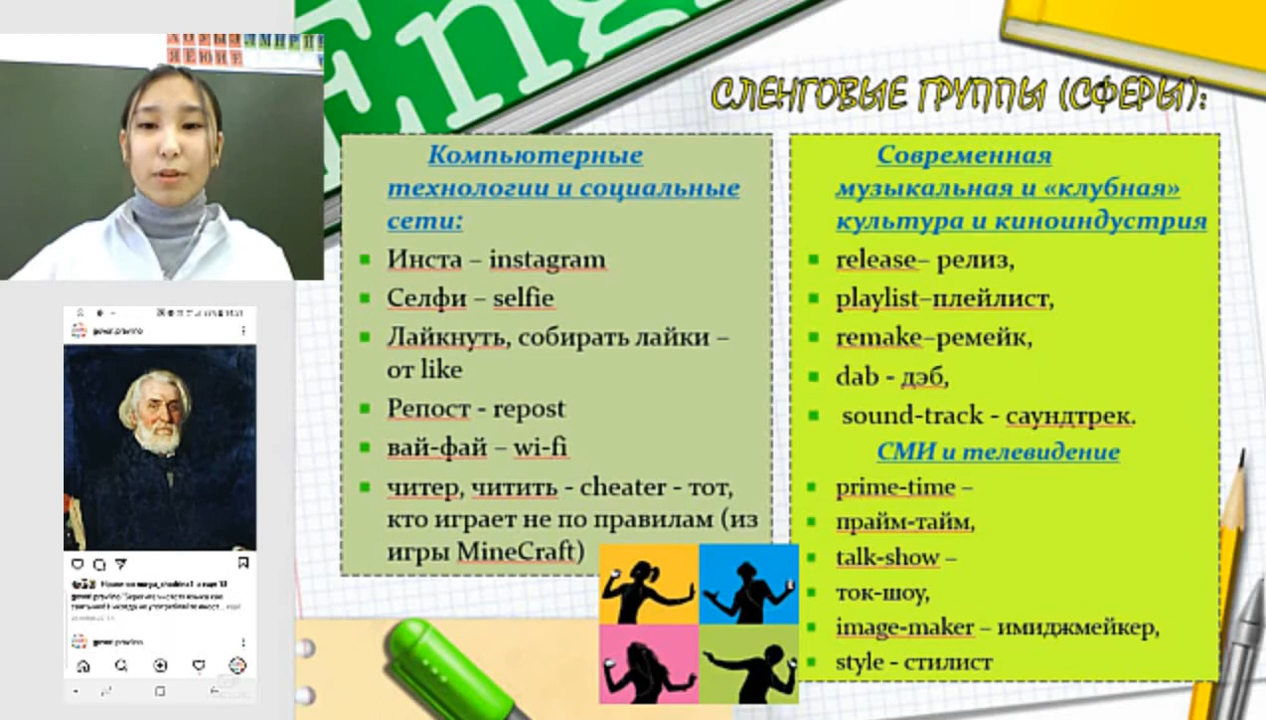 Eng
СЛЕНГОВЫЕ ГРУППЫ (СФЕРЫ):
Компьютерные
технологии и социальные
сети:
Инста – instagram
Селфи – selfie
Лайкнуть, собирать лайки –
от like
Репост - repost
вай-фай – wi-fi
читер, читить - cheater - тот,
кто играет не по правилам (из
игры MineCraft)
Современная
музыкальная и «клубная»
культура и киноиндустрия
release– релиз,
playlist–плейлист,
remake–ремейк,
dab - дэб,
sound-track - саундтрек.
СМИ и телевидение
prime-time –
прайм-тайм,
talk-show –
ток-шоу,
image-maker – имиджмейкер,
style - стилист